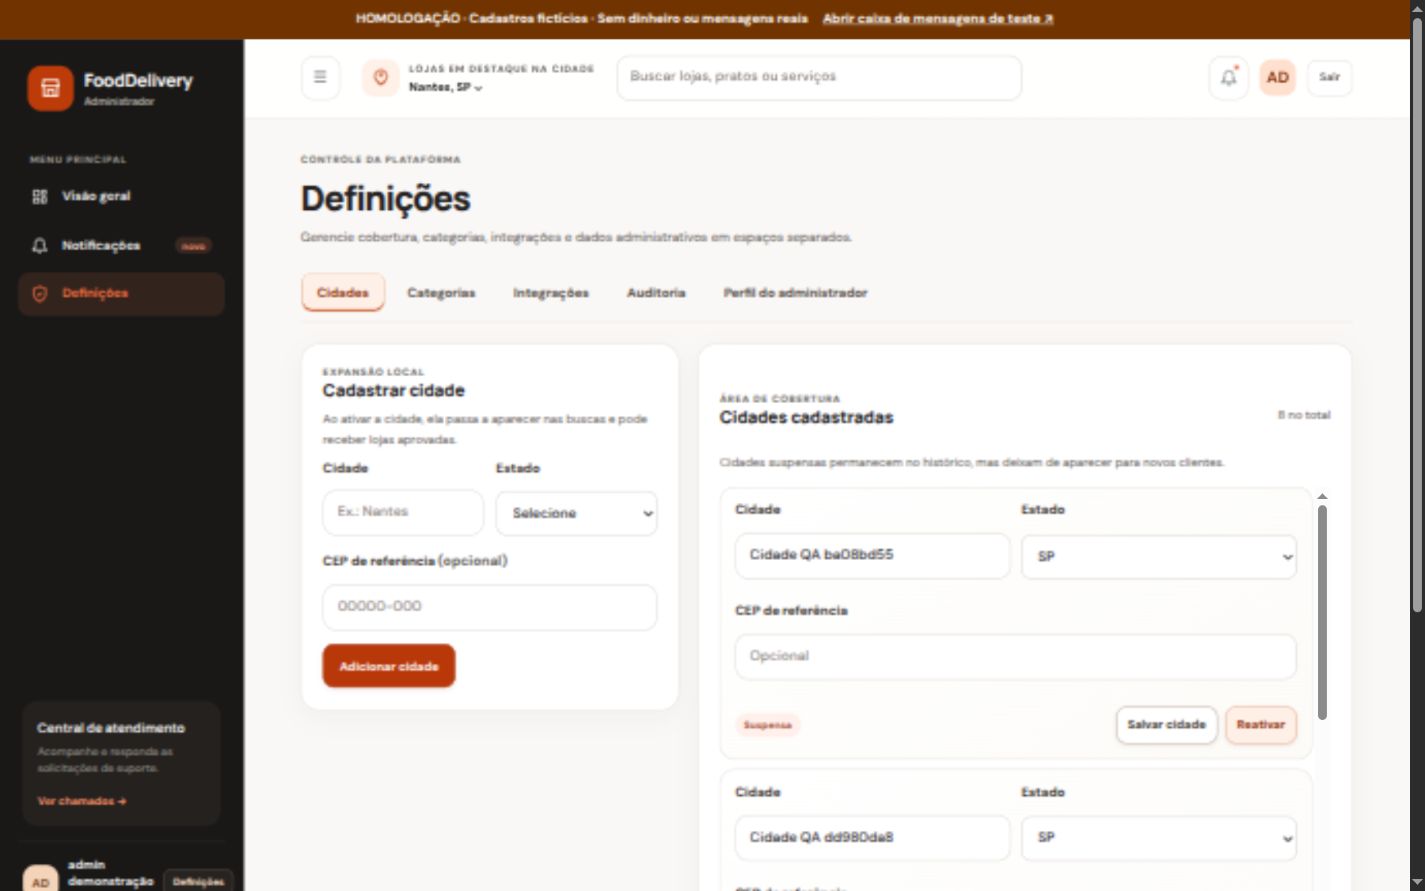 HOMOLOGAÇÃO · Cadastros fictícios · Sem dinheiro ou mensagens reais Abrir caixa de mensagens de teste ↗
FoodDelivery
Administrador
MENU PRINCIPAL
Visão geral
Notificações novo
Definições
Central de atendimento
Acompanhe e responda as
solicitações de suporte.
Ver chamados →
AD
admin
demonstração
Definições
LOJAS EM DESTAQUE NA CIDADE
Nantes, SP
Buscar lojas, pratos ou serviços
AD
Sair
CONTROLE DA PLATAFORMA
Definições
Gerencie cobertura, categorias, integrações e dados administrativos em espaços separados.
Cidades Categorias Integrações Auditoria Perfil do administrador
EXPANSÃO LOCAL
Cadastrar cidade
Ao ativar a cidade, ela passa a aparecer nas buscas e pode
receber lojas aprovadas.
Cidade Estado
Ex.: Nantes Selecione
CEP de referência (opcional)
00000-000
Adicionar cidade
ÁREA DE COBERTURA
Cidades cadastradas
8 no total
Cidades suspensas permanecem no histórico, mas deixam de aparecer para novos clientes.
Cidade Estado
Cidade QA ba08bd55 SP
CEP de referência
Opcional
Suspensa Salvar cidade Reativar
Cidade Estado
Cidade QA dd980da8 SP
CEP de referência